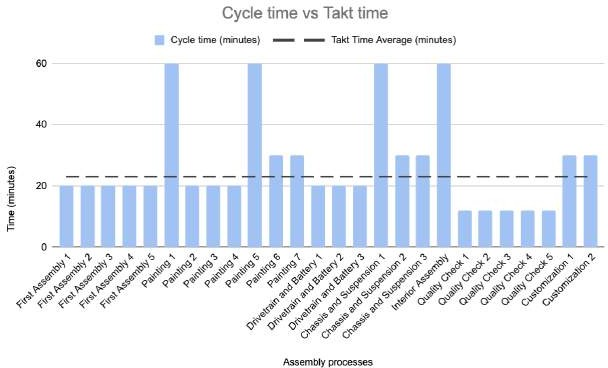 Cycle time vs Takt time
Cycle time (minutes) Takt Time Average (minutes)
Time (minutes)
60
40
20
0
First Assembly 1
First Assembly 2
First Assembly 3
First Assembly 4
First Assembly 5
Painting 1
Painting 2
Painting 3
Painting 4
Painting 5
Painting 6
Painting 7
Drivetrain and Battery 1
Drivetrain and Battery 2
Drivetrain and Battery 3
Chassis and Suspension 1
Chassis and Suspension 2
Chassis and Suspension 3
Interior Assembly
Quality Check 1
Quality Check 2
Quality Check 3
Quality Check 4
Quality Check 5
Customization 1
Customization 2
Assembly processes